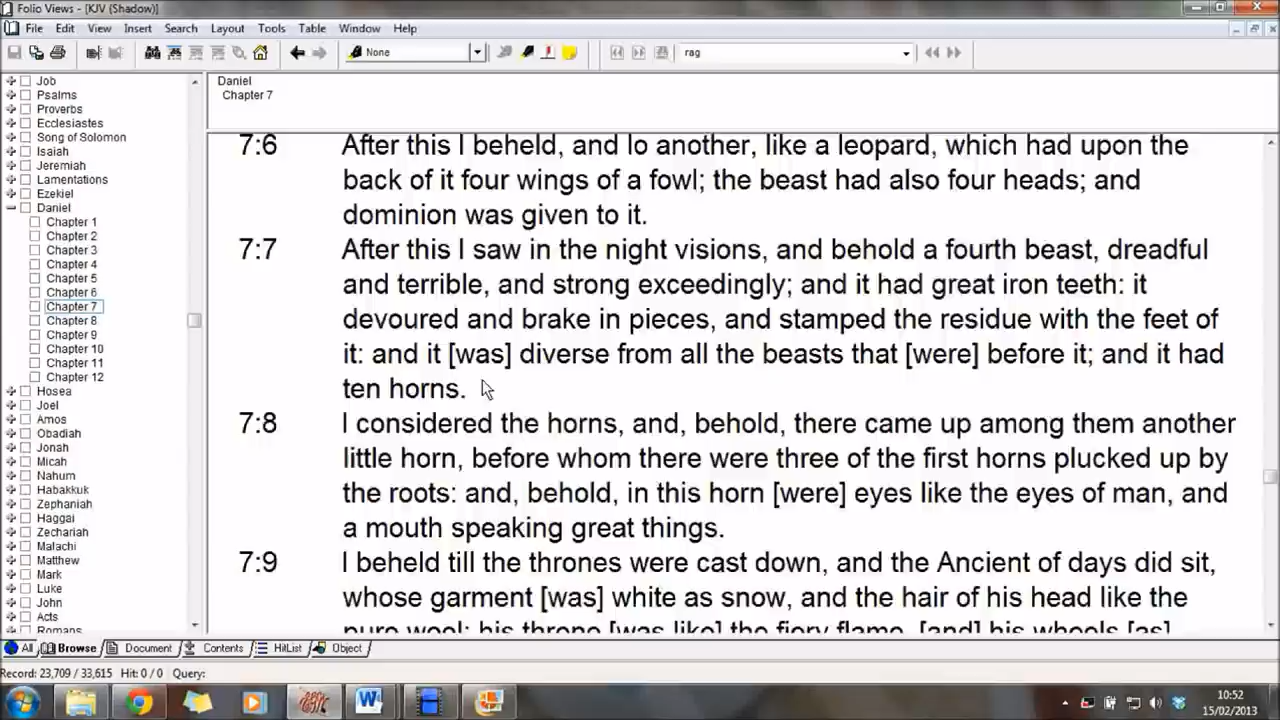 Folio Views - [KJV (Shadow)]
File Edit View Insert Search Layout Tools Table Window Help
None
rag
Job
Psalms
Proverbs
Ecclesiastes
Song of Solomon
Isaiah
Jeremiah
Lamentations
Ezekiel
Daniel
Chapter 1
Chapter 2
Chapter 3
Chapter 4
Chapter 5
Chapter 6
Chapter 7
Chapter 8
Chapter 9
Chapter 10
Chapter 11
Chapter 12
Hosea
Joel
Amos
Obadiah
Jonah
Micah
Nahum
Habakkuk
Zephaniah
Haggai
Zechariah
Malachi
Matthew
Mark
Luke
John
Acts
Romans
Daniel
Chapter 7
7:6 After this I beheld, and lo another, like a leopard, which had upon the
back of it four wings of a fowl; the beast had also four heads; and
dominion was given to it.
7:7 After this I saw in the night visions, and behold a fourth beast, dreadful
and terrible, and strong exceedingly; and it had great iron teeth: it
devoured and brake in pieces, and stamped the residue with the feet of
it: and it [was] diverse from all the beasts that [were] before it; and it had
ten horns.
7:8 I considered the horns, and, behold, there came up among them another
little horn, before whom there were three of the first horns plucked up by
the roots: and, behold, in this horn [were] eyes like the eyes of man, and
a mouth speaking great things.
7:9 I beheld till the thrones were cast down, and the Ancient of days did sit,
whose garment [was] white as snow, and the hair of his head like the
pure wool: his throne [was like] the fiery flame, [and] his wheels [as]
All Browse Document Contents HitList Object
Record: 23,709 / 33,615 Hit: 0 / 0 Query:
10:52
15/02/2013